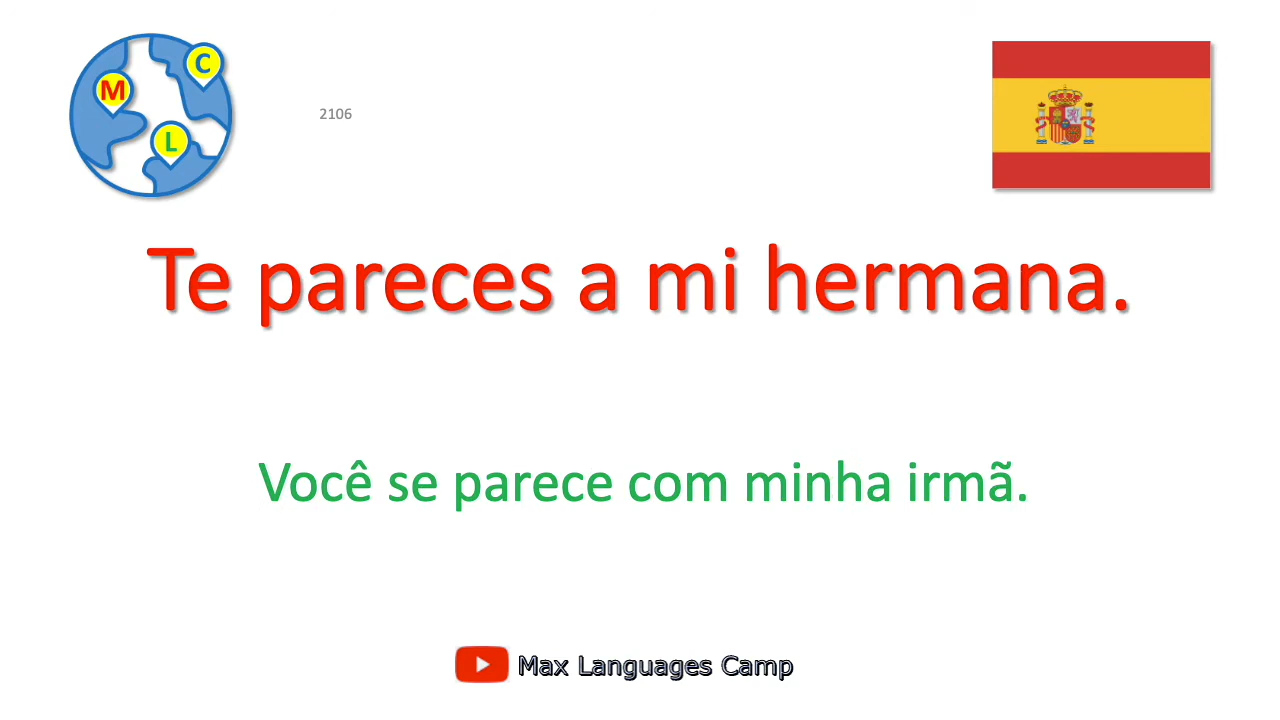 C
M
L
2106
Te pareces a mi hermana.
Você se parece com minha irmã.
Max Languages Camp